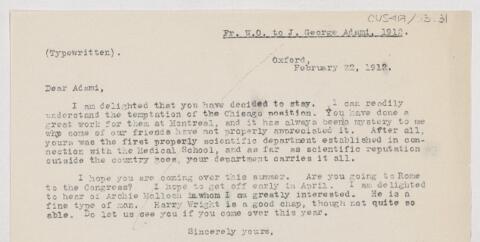 CUS417/13.31
Fr. W.O. to J. George Adami, 1912.
(Typewritten).
Oxford,
February 22, 1912.
Dear Adami,
I am delighted that you have decided to stay. I can readily
understand the temptation of the Chicago position. You have done a
great work for them at Montreal, and it has always been a mystery to me
why some of our friends have not properly appreciated it. After all,
yours was the first properly scientific department established in con-
nection with the Medical School, and as far as scientific reputation
outside the country goes, your department carries it all.
I hope you are coming over this summer. Are you going to Rome
to the Congress? I hope to get off early in April. I am delighted
to hear of Archie Malloch in whom I am greatly interested. He is a
fine type of man. Harry Wright is a good chap, though not quite so
able. Do let us see you if you come over this year.
Sincerely yours,